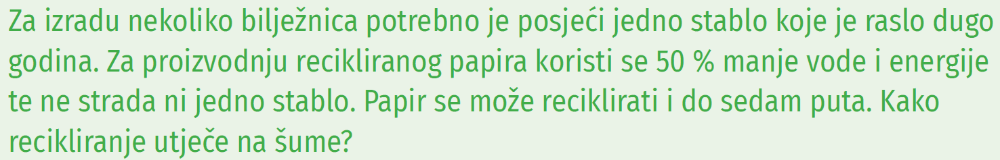 Za izradu nekoliko bilježnica potrebno je posjeći jedno stablo koje je raslo dugo
godina. Za proizvodnju recikliranog papira koristi se 50 % manje vode i energije
te ne strada ni jedno stablo. Papir se može reciklirati i do sedam puta. Kako
recikliranje utječe na šume?